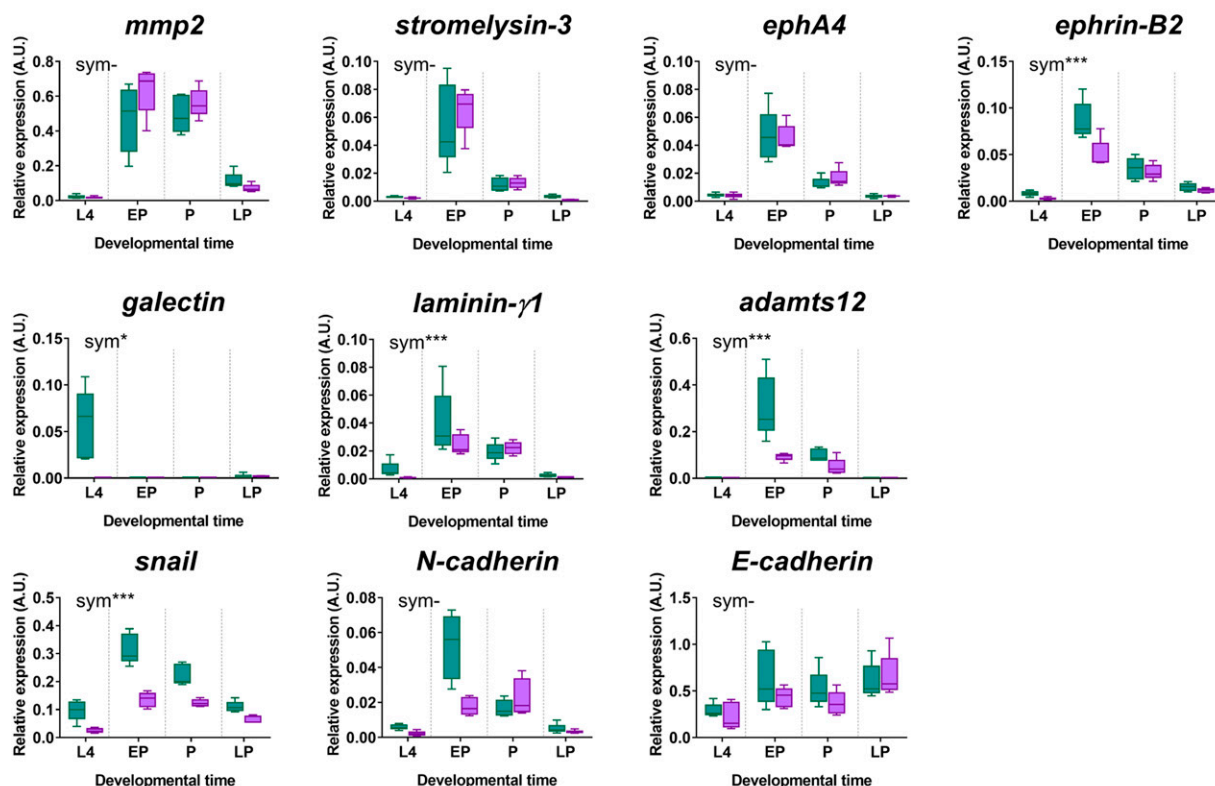 mmp2
Relative expression (A.U.)
0.8
0.6
0.4
0.2
0.0
sym-
L4 EP P LP
Developmental time
stromelysin-3
Relative expression (A.U.)
0.10
0.08
0.06
0.04
0.02
0.00
sym-
L4 EP P LP
Developmental time
ephA4
Relative expression (A.U.)
0.10
0.08
0.06
0.04
0.02
0.00
sym-
L4 EP P LP
Developmental time
ephrin-B2
Relative expression (A.U.)
0.15
0.10
0.05
0.00
sym***
L4 EP P LP
Developmental time
galectin
Relative expression (A.U.)
0.15
0.10
0.05
0.00
sym*
L4 EP P LP
Developmental time
laminin-γ1
Relative expression (A.U.)
0.10
0.08
0.06
0.04
0.02
0.00
sym***
L4 EP P LP
Developmental time
adamts12
Relative expression (A.U.)
0.6
0.4
0.2
0.0
sym***
L4 EP P LP
Developmental time
snail
Relative expression (A.U.)
0.5
0.4
0.3
0.2
0.1
0.0
sym***
L4 EP P LP
Developmental time
N-cadherin
Relative expression (A.U.)
0.08
0.06
0.04
0.02
0.00
sym-
L4 EP P LP
Developmental time
E-cadherin
Relative expression (A.U.)
1.5
1.0
0.5
0.0
sym-
L4 EP P LP
Developmental time